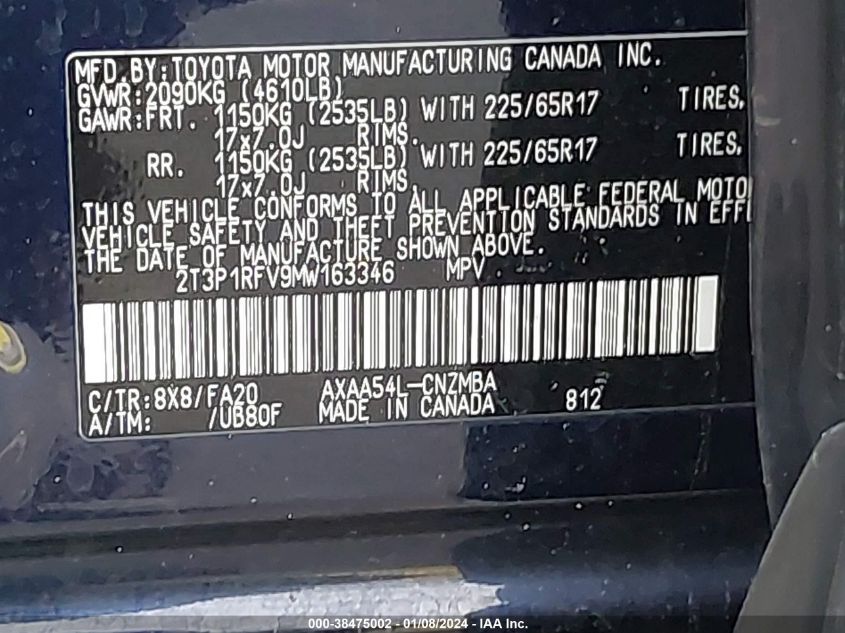 MFD.BY:TOYOTA MOTOR MANUFACTURING CANADA INC.
GVWR:2090KG (4610LB)
GAWR:FRT. 1150KG (2535LB) WITH 225/65R17 TIRES,
17x7.0J RIMS.
RR. 1150KG (2535LB) WITH 225/65R17 TIRES,
17x7.0J RIMS.
THIS VEHICLE CONFORMS TO ALL APPLICABLE FEDERAL MOTO
VEHICLE SAFETY AND THEFT PREVENTION STANDARDS IN EFF
THE DATE OF MANUFACTURE SHOWN ABOVE.
2T3P1RFV9MW163346 MPV
C/TR:8X8/FA20 AXAA54L-CNZMBA
A/TM: /UB80F MADE IN CANADA 812
000-38475002 - 01/08/2024 - IAA Inc.